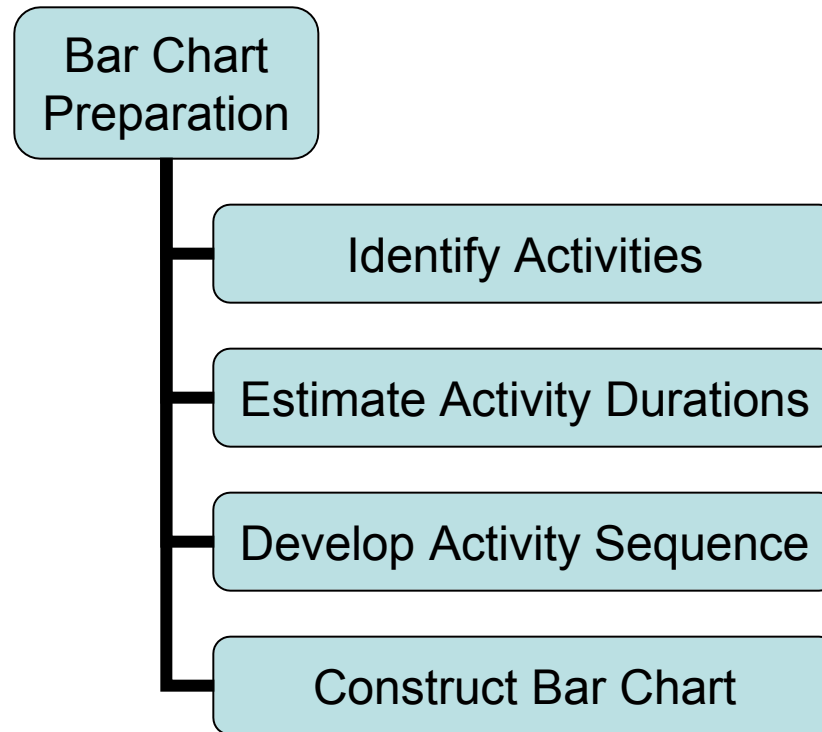 Bar Chart
Preparation
Identify Activities
Estimate Activity Durations
Develop Activity Sequence
Construct Bar Chart